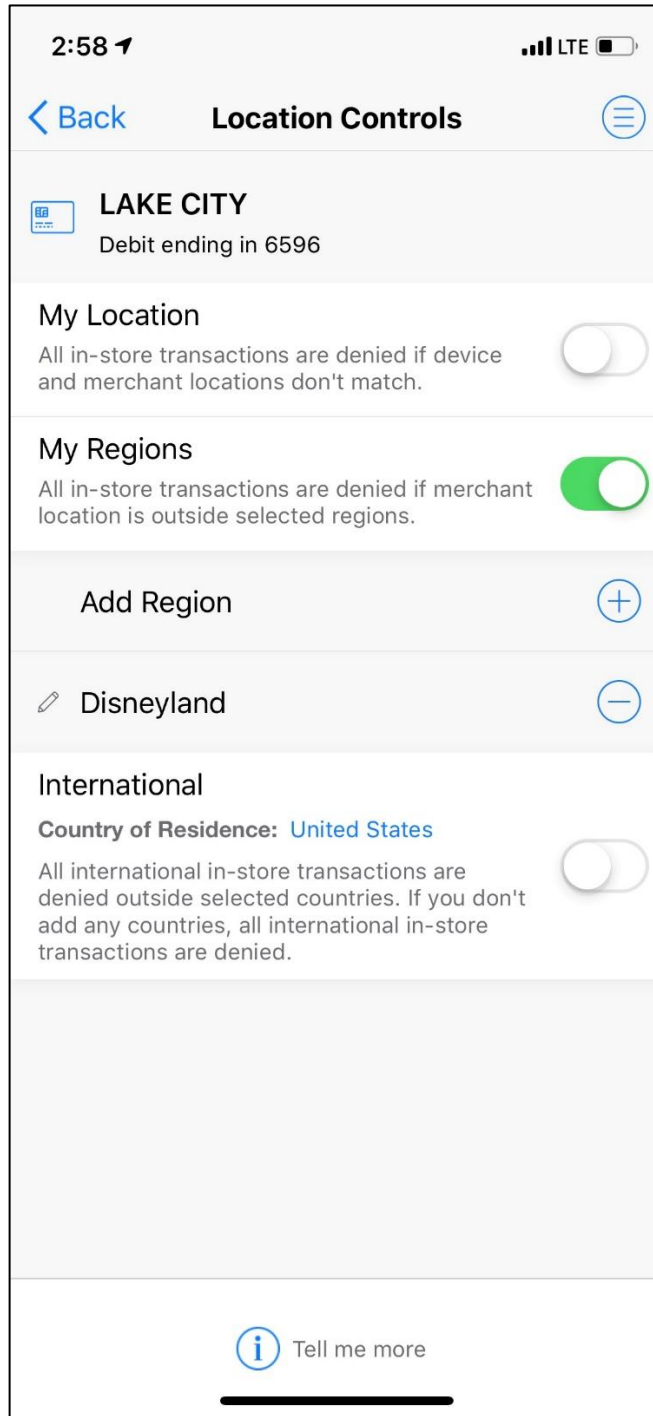 2:58
LTE
Back
Location Controls
LAKE CITY
Debit ending in 6596
My Location
All in-store transactions are denied if device
and merchant locations don't match.
My Regions
All in-store transactions are denied if merchant
location is outside selected regions.
Add Region
Disneyland
International
Country of Residence: United States
All international in-store transactions are
denied outside selected countries. If you don't
add any countries, all international in-store
transactions are denied.
Tell me more